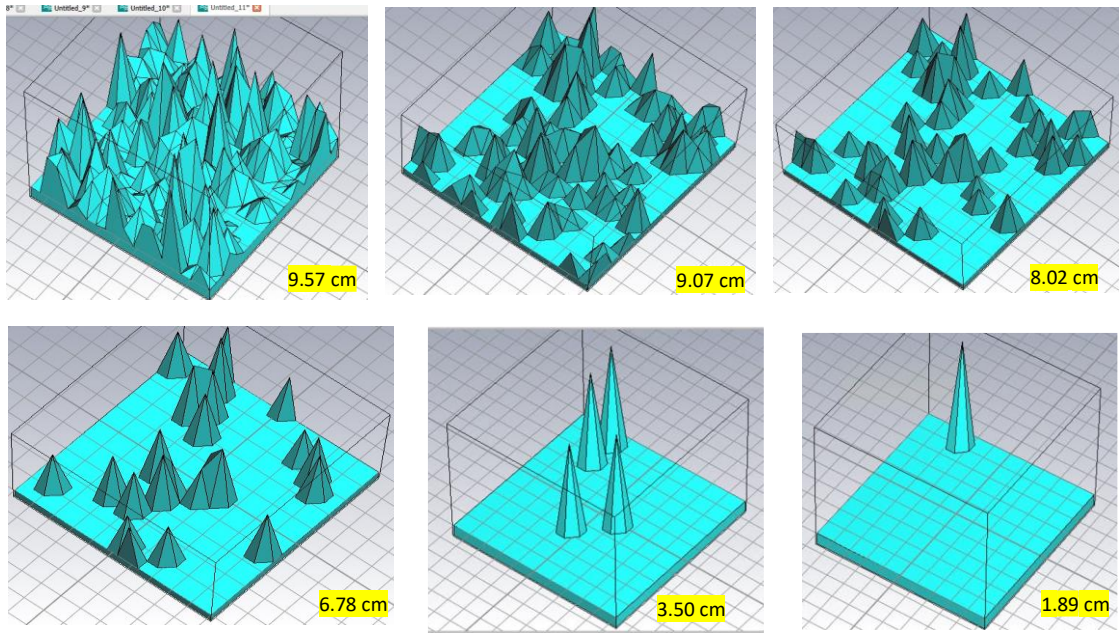 8*
Untitled_9*
Untitled_10*
Untitled_11*
9.57 cm
9.07 cm
8.02 cm
6.78 cm
3.50 cm
1.89 cm